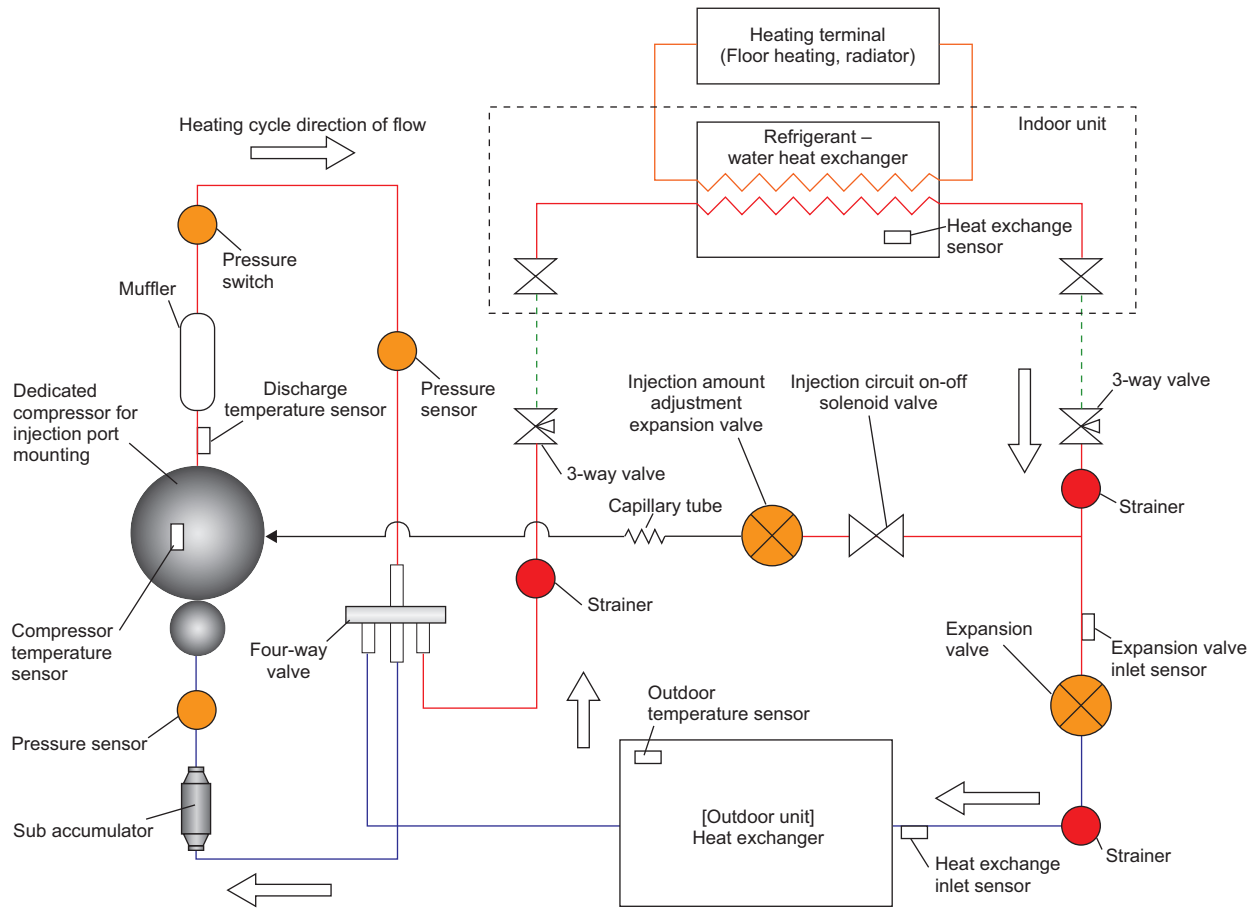 Heating terminal
(Floor heating, radiator)
Heating cycle direction of flow
Indoor unit
Refrigerant –
water heat exchanger
Heat exchange
sensor
Pressure
switch
Muffler
Dedicated
compressor for
injection port
mounting
Discharge
temperature sensor
Pressure
sensor
Injection amount
adjustment
expansion valve
Injection circuit on-off
solenoid valve
3-way valve
3-way valve
Strainer
Capillary tube
Strainer
Compressor
temperature
sensor
Four-way
valve
Expansion
valve
Expansion valve
inlet sensor
Outdoor
temperature sensor
Pressure sensor
Sub accumulator
[Outdoor unit]
Heat exchanger
Heat exchange
inlet sensor
Strainer